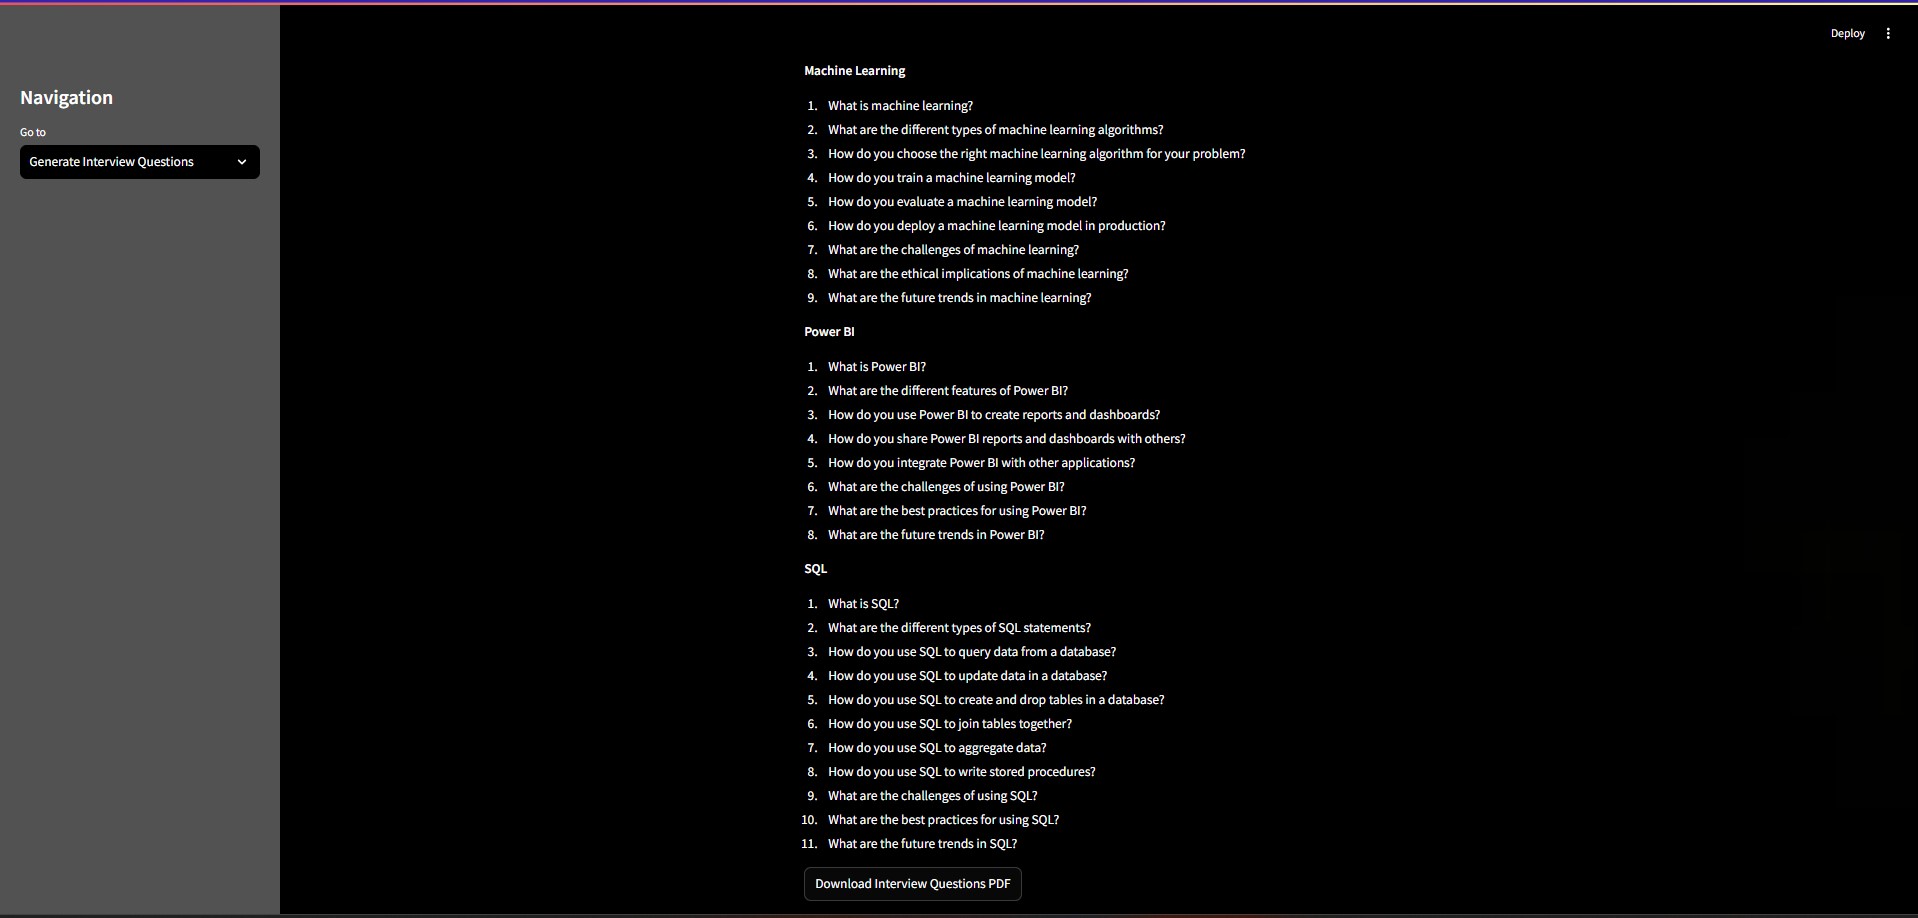 Deploy
Navigation
Go to
Generate Interview Questions
Machine Learning
1. What is machine learning?
2. What are the different types of machine learning algorithms?
3. How do you choose the right machine learning algorithm for your problem?
4. How do you train a machine learning model?
5. How do you evaluate a machine learning model?
6. How do you deploy a machine learning model in production?
7. What are the challenges of machine learning?
8. What are the ethical implications of machine learning?
9. What are the future trends in machine learning?
Power BI
1. What is Power BI?
2. What are the different features of Power BI?
3. How do you use Power BI to create reports and dashboards?
4. How do you share Power BI reports and dashboards with others?
5. How do you integrate Power BI with other applications?
6. What are the challenges of using Power BI?
7. What are the best practices for using Power BI?
8. What are the future trends in Power BI?
SQL
1. What is SQL?
2. What are the different types of SQL statements?
3. How do you use SQL to query data from a database?
4. How do you use SQL to update data in a database?
5. How do you use SQL to create and drop tables in a database?
6. How do you use SQL to join tables together?
7. How do you use SQL to aggregate data?
8. How do you use SQL to write stored procedures?
9. What are the challenges of using SQL?
10. What are the best practices for using SQL?
11. What are the future trends in SQL?
Download Interview Questions PDF